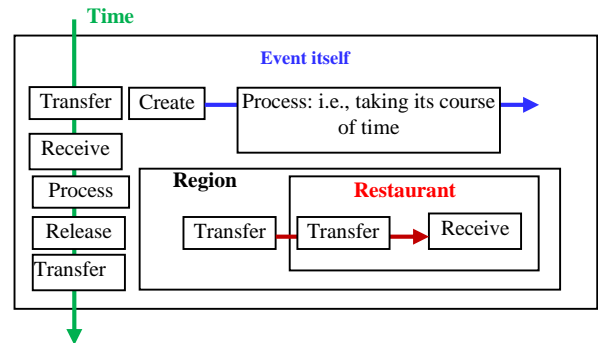 Time
Event itself
Transfer
Create
Process: i.e., taking its course
of time
Receive
Process
Region
Restaurant
Release
Transfer
Transfer
Receive
Transfer